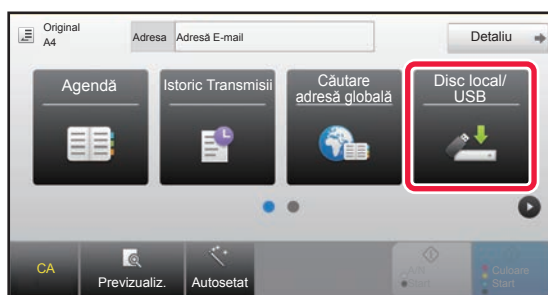 Original
A4
Adresa
Adresă E-mail
Detaliu
Agendă
Istoric Transmisii
Căutare
adresă globală
Disc local/
USB
CA
Previzualiz.
Autosetat
A/N
Start
Culoare
Start